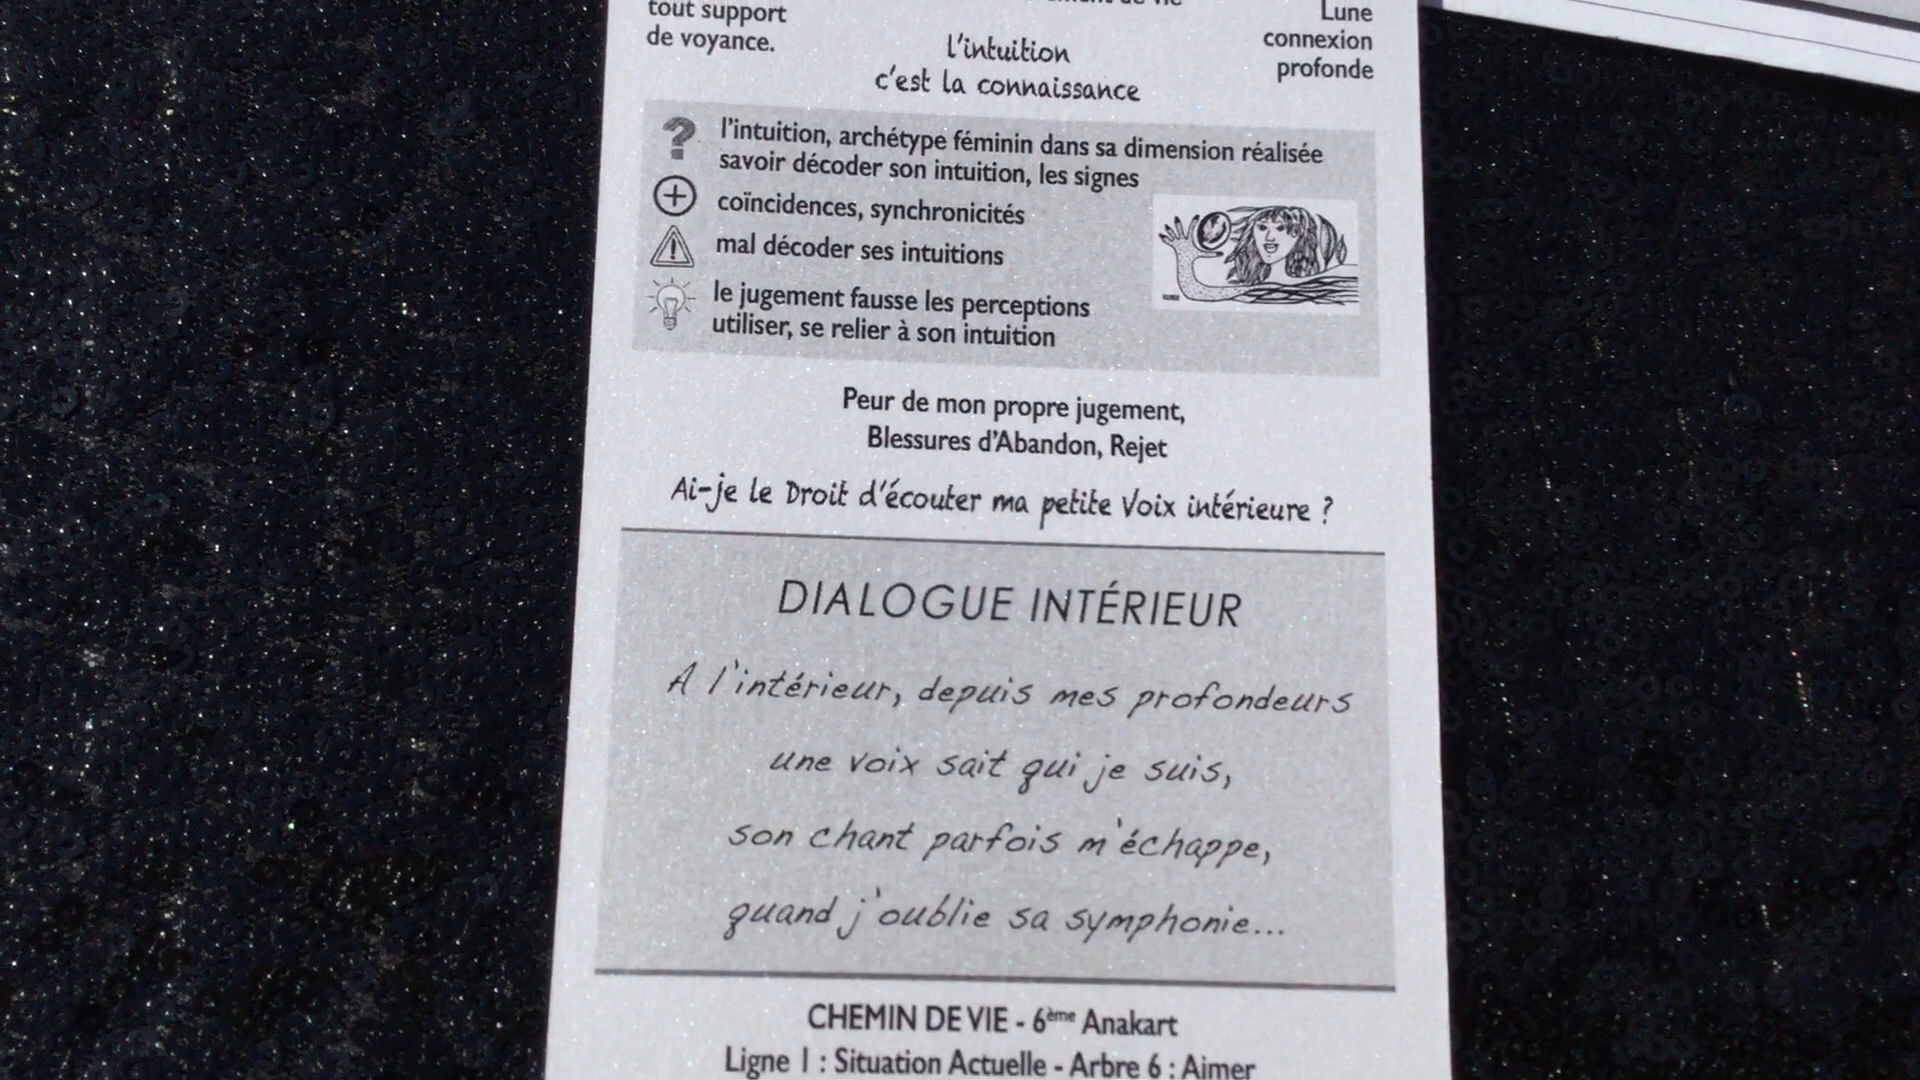 tout support
de voyance.
l'intuition
c'est la connaissance
Lune
connexion
profonde
?
l'intuition, archétype féminin dans sa dimension réalisée
savoir décoder son intuition, les signes
coïncidences, synchronicités
mal décoder ses intuitions
le jugement fausse les perceptions
utiliser, se relier à son intuition
Peur de mon propre jugement,
Blessures d'Abandon, Rejet
Ai-je le Droit d'écouter ma petite Voix intérieure ?
DIALOGUE INTÉRIEUR
A l'intérieur, depuis mes profondeurs
une voix sait qui je suis,
son chant parfois m'échappe,
quand j'oublie sa symphonie...
CHEMIN DE VIE - 6ème Anakart
Ligne 1 : Situation Actuelle - Arbre 6 : Aimer